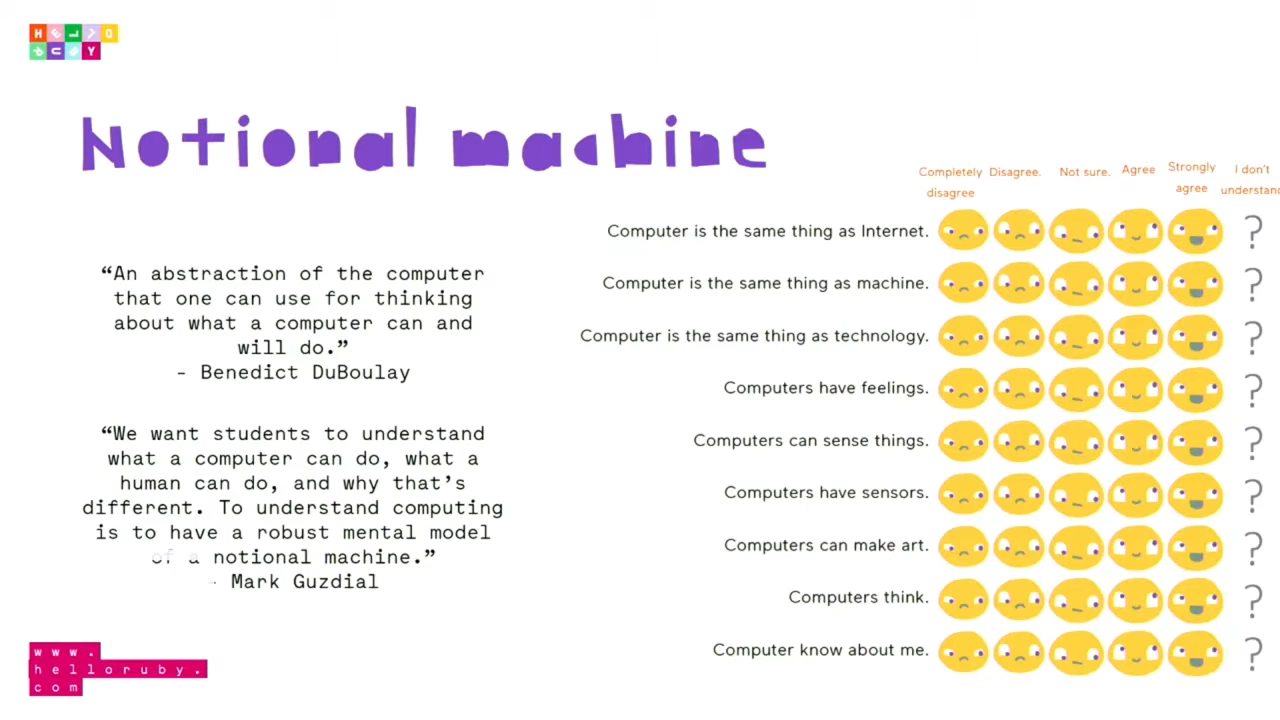 HELLO
RUBY
Notional machine
“An abstraction of the computer
that one can use for thinking
about what a computer can and
will do.”
- Benedict DuBoulay
“We want students to understand
what a computer can do, what a
human can do, and why that’s
different. To understand computing
is to have a robust mental model
of a notional machine.”
- Mark Guzdial
www.
helloruby.
com
Completely disagree
Disagree.
Not sure.
Agree
Strongly agree
I don’t understand
Computer is the same thing as Internet. ?
Computer is the same thing as machine. ?
Computer is the same thing as technology. ?
Computers have feelings. ?
Computers can sense things. ?
Computers have sensors. ?
Computers can make art. ?
Computers think. ?
Computer know about me. ?